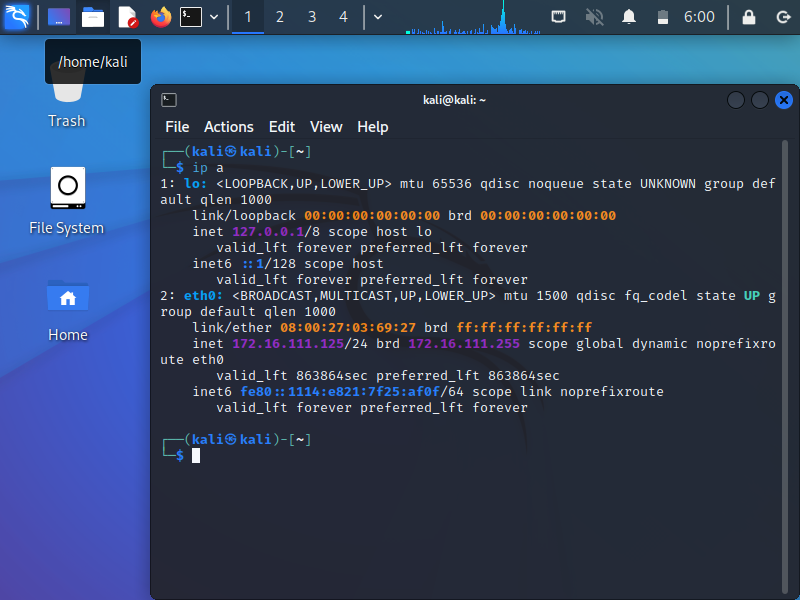 1 2 3 4 6:00
/home/kali
Trash
File System
Home
kali@kali: ~
File Actions Edit View Help
┌──(kali㉿kali)-[~]
└─$ ip a
1: lo: <LOOPBACK,UP,LOWER_UP> mtu 65536 qdisc noqueue state UNKNOWN group def
ault qlen 1000
link/loopback 00:00:00:00:00:00 brd 00:00:00:00:00:00
inet 127.0.0.1/8 scope host lo
valid_lft forever preferred_lft forever
inet6 ::1/128 scope host
valid_lft forever preferred_lft forever
2: eth0: <BROADCAST,MULTICAST,UP,LOWER_UP> mtu 1500 qdisc fq_codel state UP g
roup default qlen 1000
link/ether 08:00:27:03:69:27 brd ff:ff:ff:ff:ff:ff
inet 172.16.111.125/24 brd 172.16.111.255 scope global dynamic noprefixro
ute eth0
valid_lft 863864sec preferred_lft 863864sec
inet6 fe80::1114:e821:7f25:af0f/64 scope link noprefixroute
valid_lft forever preferred_lft forever
┌──(kali㉿kali)-[~]
└─$